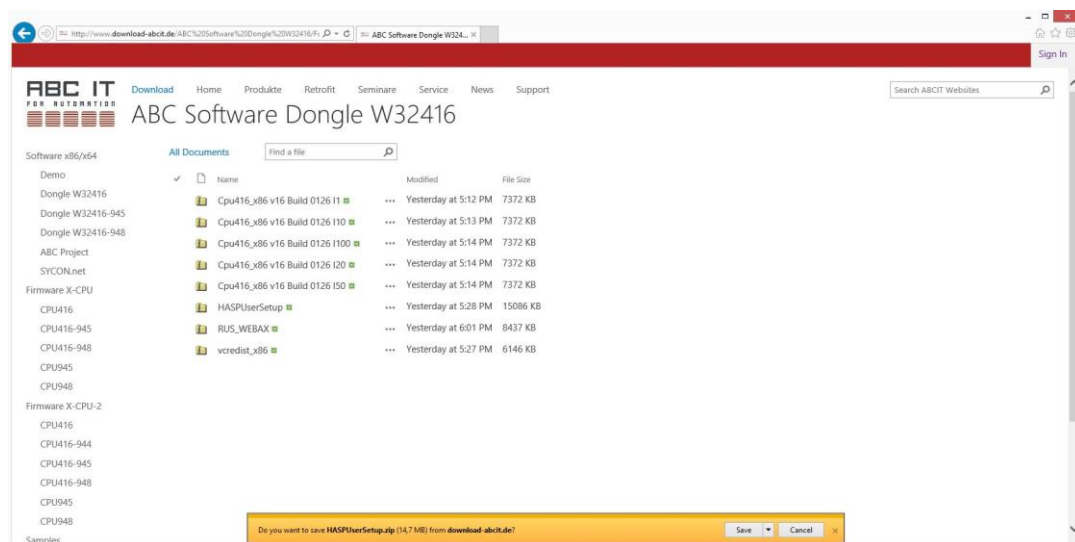 http://www.download-abcit.de/ABC%20Software%20Dongle%20W32416/F
ABC Software Dongle W324...
Sign In
ABC IT
FOR AUTOMATION
Download Home Produkte Retrofit Seminare Service News Support
Search ABCIT Websites
ABC Software Dongle W32416
All Documents Find a file
Name Modified File Size
Cpu416_x86 v16 Build 0126 I1 ... Yesterday at 5:12 PM 7372 KB
Cpu416_x86 v16 Build 0126 I10 ... Yesterday at 5:13 PM 7372 KB
Cpu416_x86 v16 Build 0126 I100 ... Yesterday at 5:14 PM 7372 KB
Cpu416_x86 v16 Build 0126 I20 ... Yesterday at 5:14 PM 7372 KB
Cpu416_x86 v16 Build 0126 I50 ... Yesterday at 5:14 PM 7372 KB
HASPUserSetup ... Yesterday at 5:28 PM 15086 KB
RUS_WEBAX ... Yesterday at 6:01 PM 8437 KB
vcredist_x86 ... Yesterday at 5:27 PM 6146 KB
Software x86/x64
Demo
Dongle W32416
Dongle W32416-945
Dongle W32416-948
ABC Project
SYCON.net
Firmware X-CPU
CPU416
CPU416-945
CPU416-948
CPU945
CPU948
Firmware X-CPU-2
CPU416
CPU416-944
CPU416-945
CPU416-948
CPU945
CPU948
Samples
Do you want to save HASPUserSetup.zip (14,7 MB) from download-abcit.de?
Save Cancel